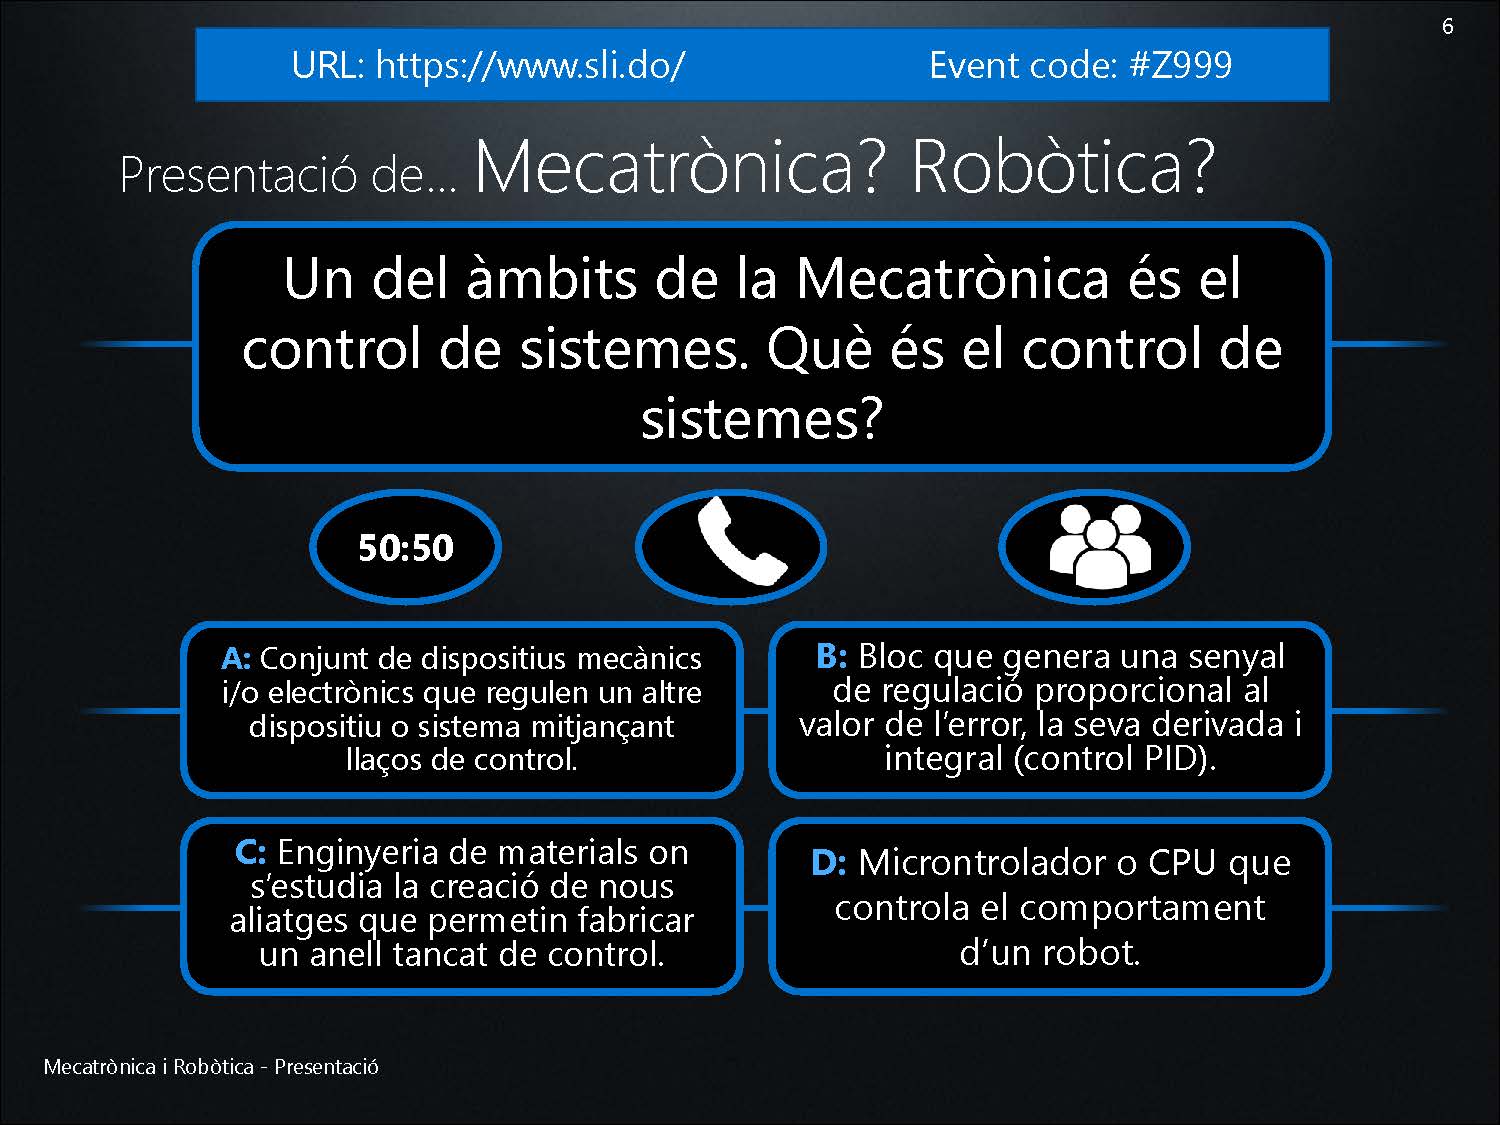 6
URL: https://www.sli.do/ Event code: #Z999
Presentació de... Mecatrònica? Robòtica?
Un del àmbits de la Mecatrònica és el
control de sistemes. Què és el control de
sistemes?
50:50
A: Conjunt de dispositius mecànics
i/o electrònics que regulen un altre
dispositiu o sistema mitjançant
llaços de control.
B: Bloc que genera una senyal
de regulació proporcional al
valor de l’error, la seva derivada i
integral (control PID).
C: Enginyeria de materials on
s’estudia la creació de nous
aliatges que permetin fabricar
un anell tancat de control.
D: Microntrolador o CPU que
controla el comportament
d’un robot.
Mecatrònica i Robòtica - Presentació